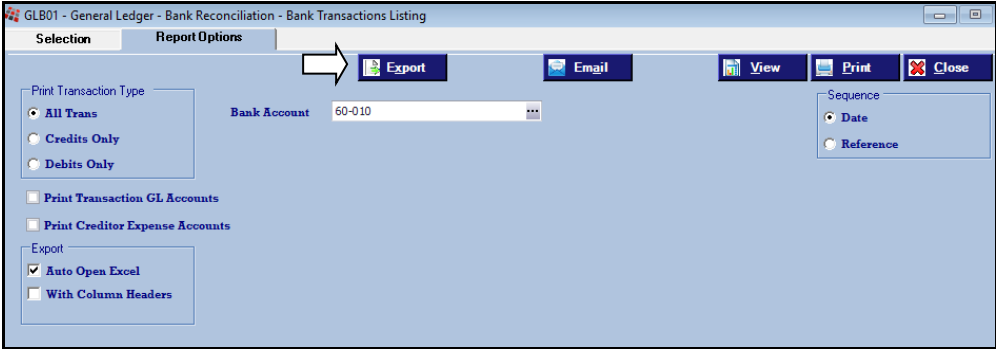 GLB01 - General Ledger - Bank Reconciliation - Bank Transactions Listing
Selection
Report Options
Export
Email
View
Print
Close
Print Transaction Type
All Trans
Credits Only
Debits Only
Bank Account
60-010
...
Sequence
Date
Reference
Print Transaction GL Accounts
Print Creditor Expense Accounts
Export
Auto Open Excel
With Column Headers